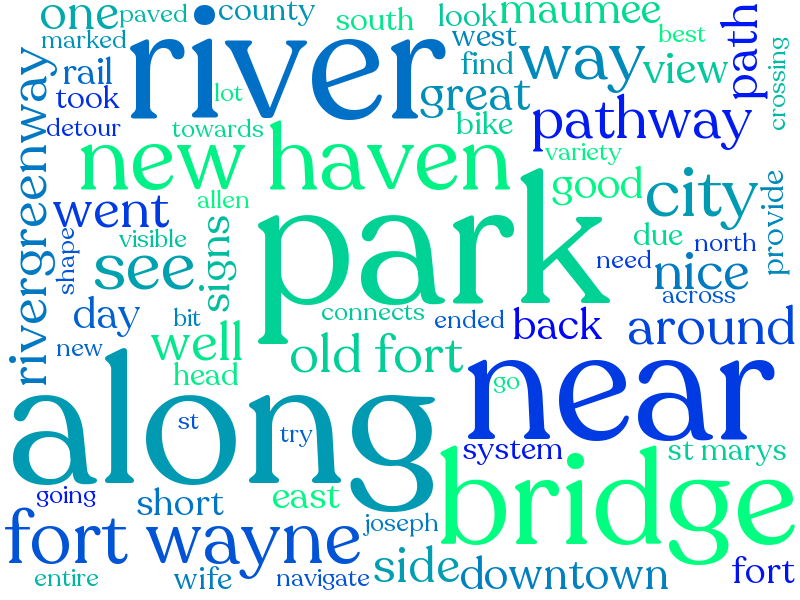 one
paved
county
south
look
maumee
marked
river
west
way
best
path
rail
find
view
crossing
took
lot
great
rivergreenway
detour
towards
bike
pathway
new haven
variety
allen
good
city
provide
went
park
signs
shape
visible
due
north
see
need
nice
across
day
bit
connects
ended
back
around
new
well
old fort
head
go
near
along
st
try
system
st marys
bridge
going
short
east
joseph
fort wayne
side
downtown
fort
entire
wife
navigate